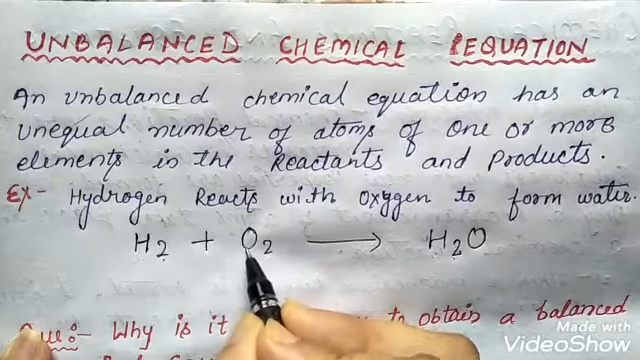 UNBALANCED CHEMICAL EQUATION
An unbalanced chemical equation has an
unequal number of atoms of one or more
elements in the Reactants and Products.
Ex- Hydrogen Reacts with Oxygen to form water.
H2 + O2 → H2O
Que:- Why is it to obtain a balanced
Made with
VideoShow